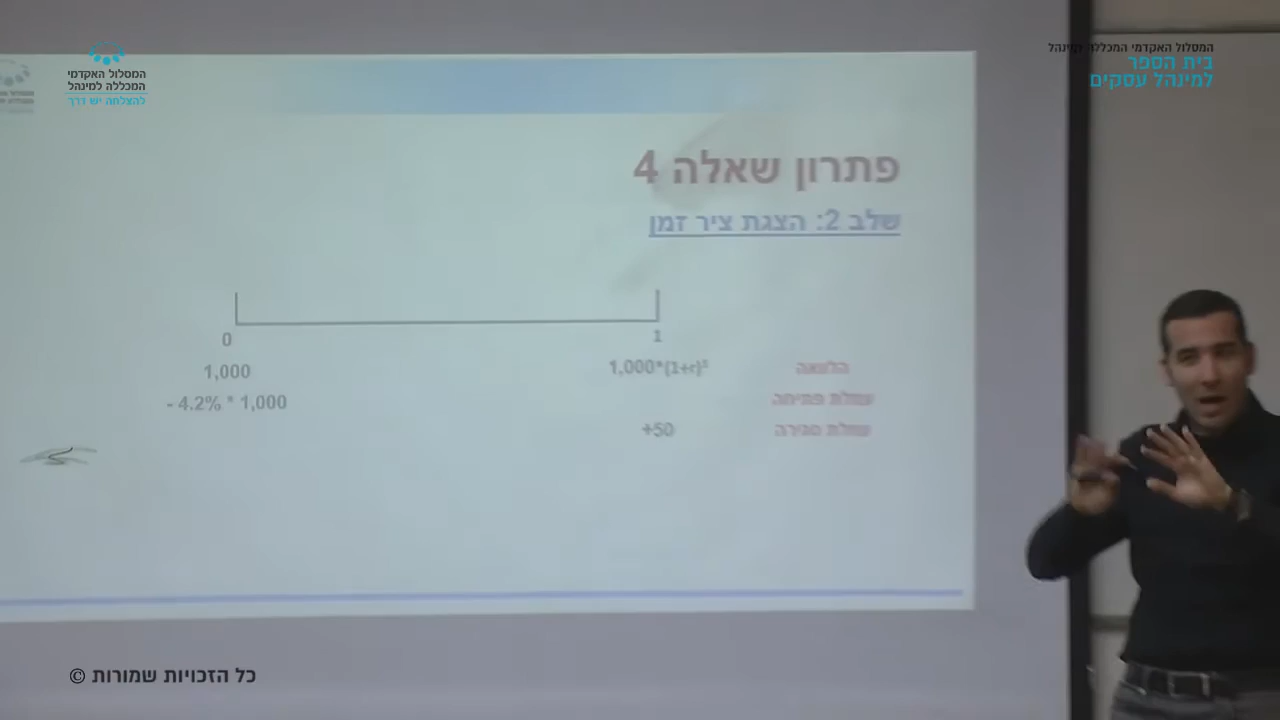 המסלול האקדמי
המכללה למינהל
להצלחה יש דרך
המסלול האקדמי המכללה למינהל
בית הספר
למינהל עסקים
פתרון שאלה 4
שלב 2: הצגת ציר זמן
0 1
הלוואה 1,000*(1+r)¹ 1,000
עמלת פתיחה - 4.2% * 1,000
עמלת סגירה +50
כל הזכויות שמורות ©